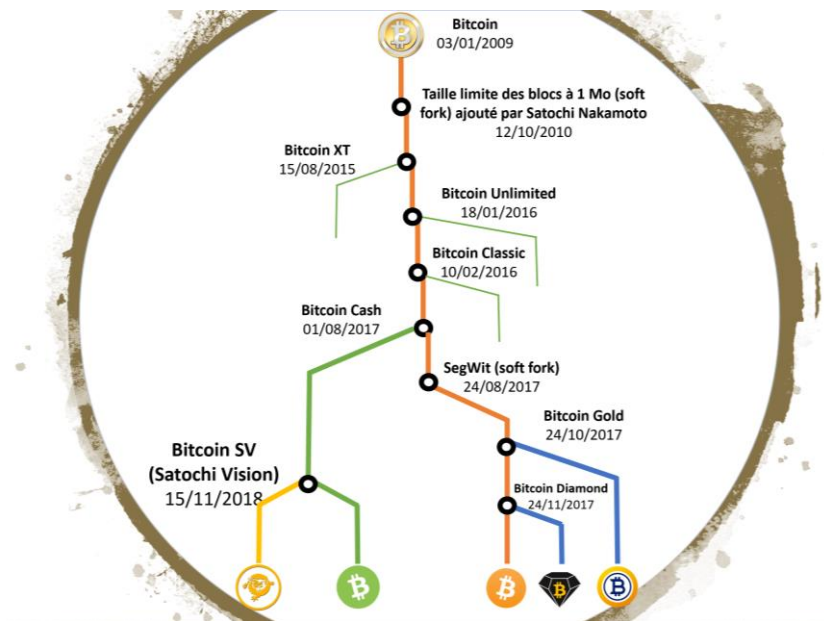 Bitcoin
03/01/2009
Taille limite des blocs à 1 Mo (soft
fork) ajouté par Satochi Nakamoto
12/10/2010
Bitcoin XT
15/08/2015
Bitcoin Unlimited
18/01/2016
Bitcoin Classic
10/02/2016
Bitcoin Cash
01/08/2017
SegWit (soft fork)
24/08/2017
Bitcoin Gold
24/10/2017
Bitcoin SV
(Satochi Vision)
15/11/2018
Bitcoin Diamond
24/11/2017